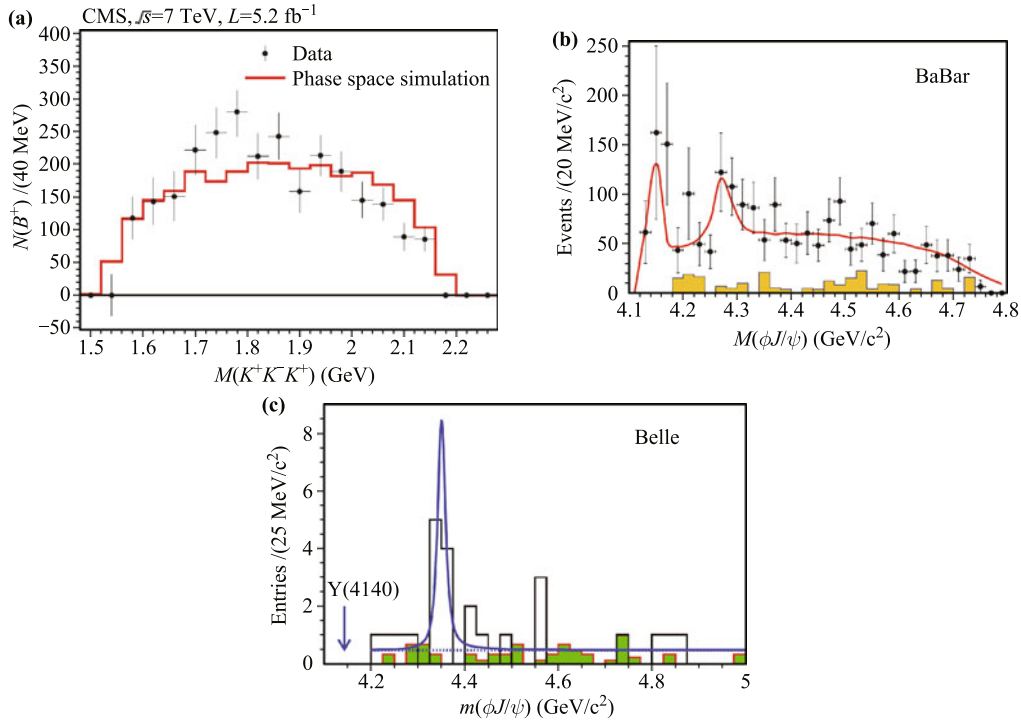 (a)
CMS, √s=7 TeV, L=5.2 fb⁻¹
400
350
300
250
200
150
100
50
0
−50
N(B⁺) /(40 MeV)
Data
Phase space simulation
1.5 1.6 1.7 1.8 1.9 2 2.1 2.2
M(K⁺K⁻K⁺) (GeV)
(b)
BaBar
250
200
150
100
50
0
Events /(20 MeV/c²)
4.1 4.2 4.3 4.4 4.5 4.6 4.7 4.8
M(ϕJ/ψ) (GeV/c²)
(c)
Belle
8
6
4
2
0
Entries /(25 MeV/c²)
Y(4140)
4.2 4.4 4.6 4.8 5
m(ϕJ/ψ) (GeV/c²)